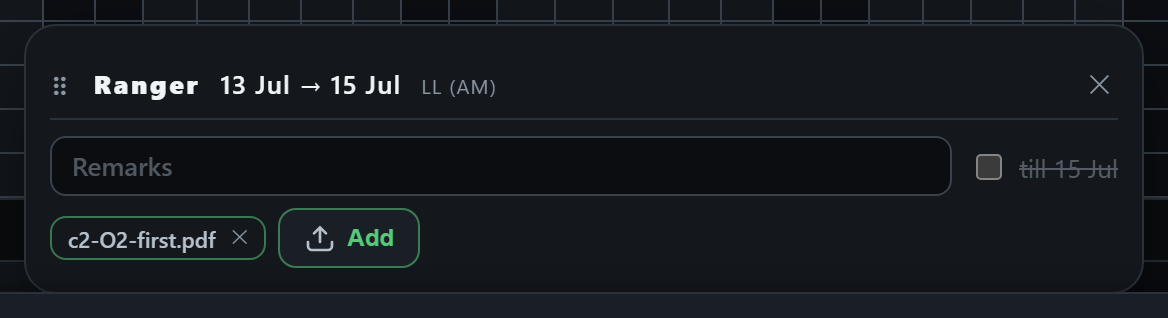 Ranger 13 Jul → 15 Jul LL (AM)
Remarks till 15 Jul
c2-O2-first.pdf Add